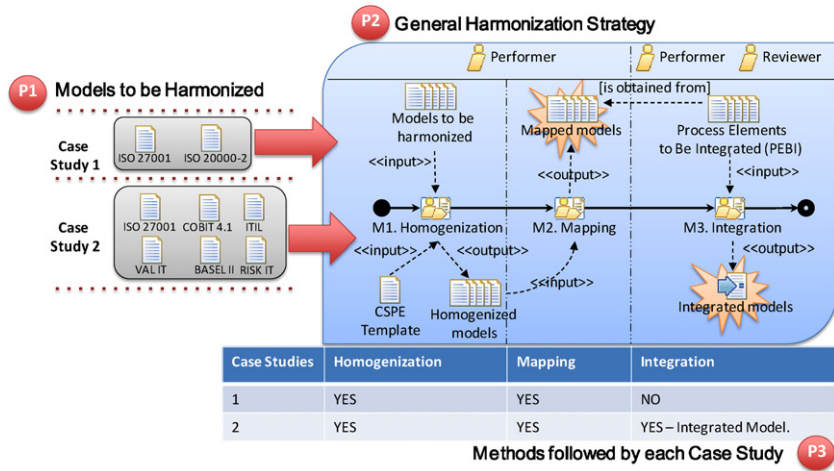 P2 General Harmonization Strategy
Performer
Performer
Reviewer
P1 Models to be Harmonized
Case Study 1
ISO 27001
ISO 20000-2
Case Study 2
ISO 27001
COBIT 4.1
ITIL
VAL IT
BASEL II
RISK IT
Models to be harmonized
<<input>>
Mapped models
[is obtained from]
Process Elements to Be Integrated (PEBI)
<<output>>
<<input>>
M1. Homogenization
M2. Mapping
M3. Integration
<<input>>
<<output>>
<<input>>
<<output>>
CSPE Template
Homogenized models
Integrated models
Case Studies Homogenization Mapping Integration
1 YES YES NO
2 YES YES YES – Integrated Model.
Methods followed by each Case Study P3